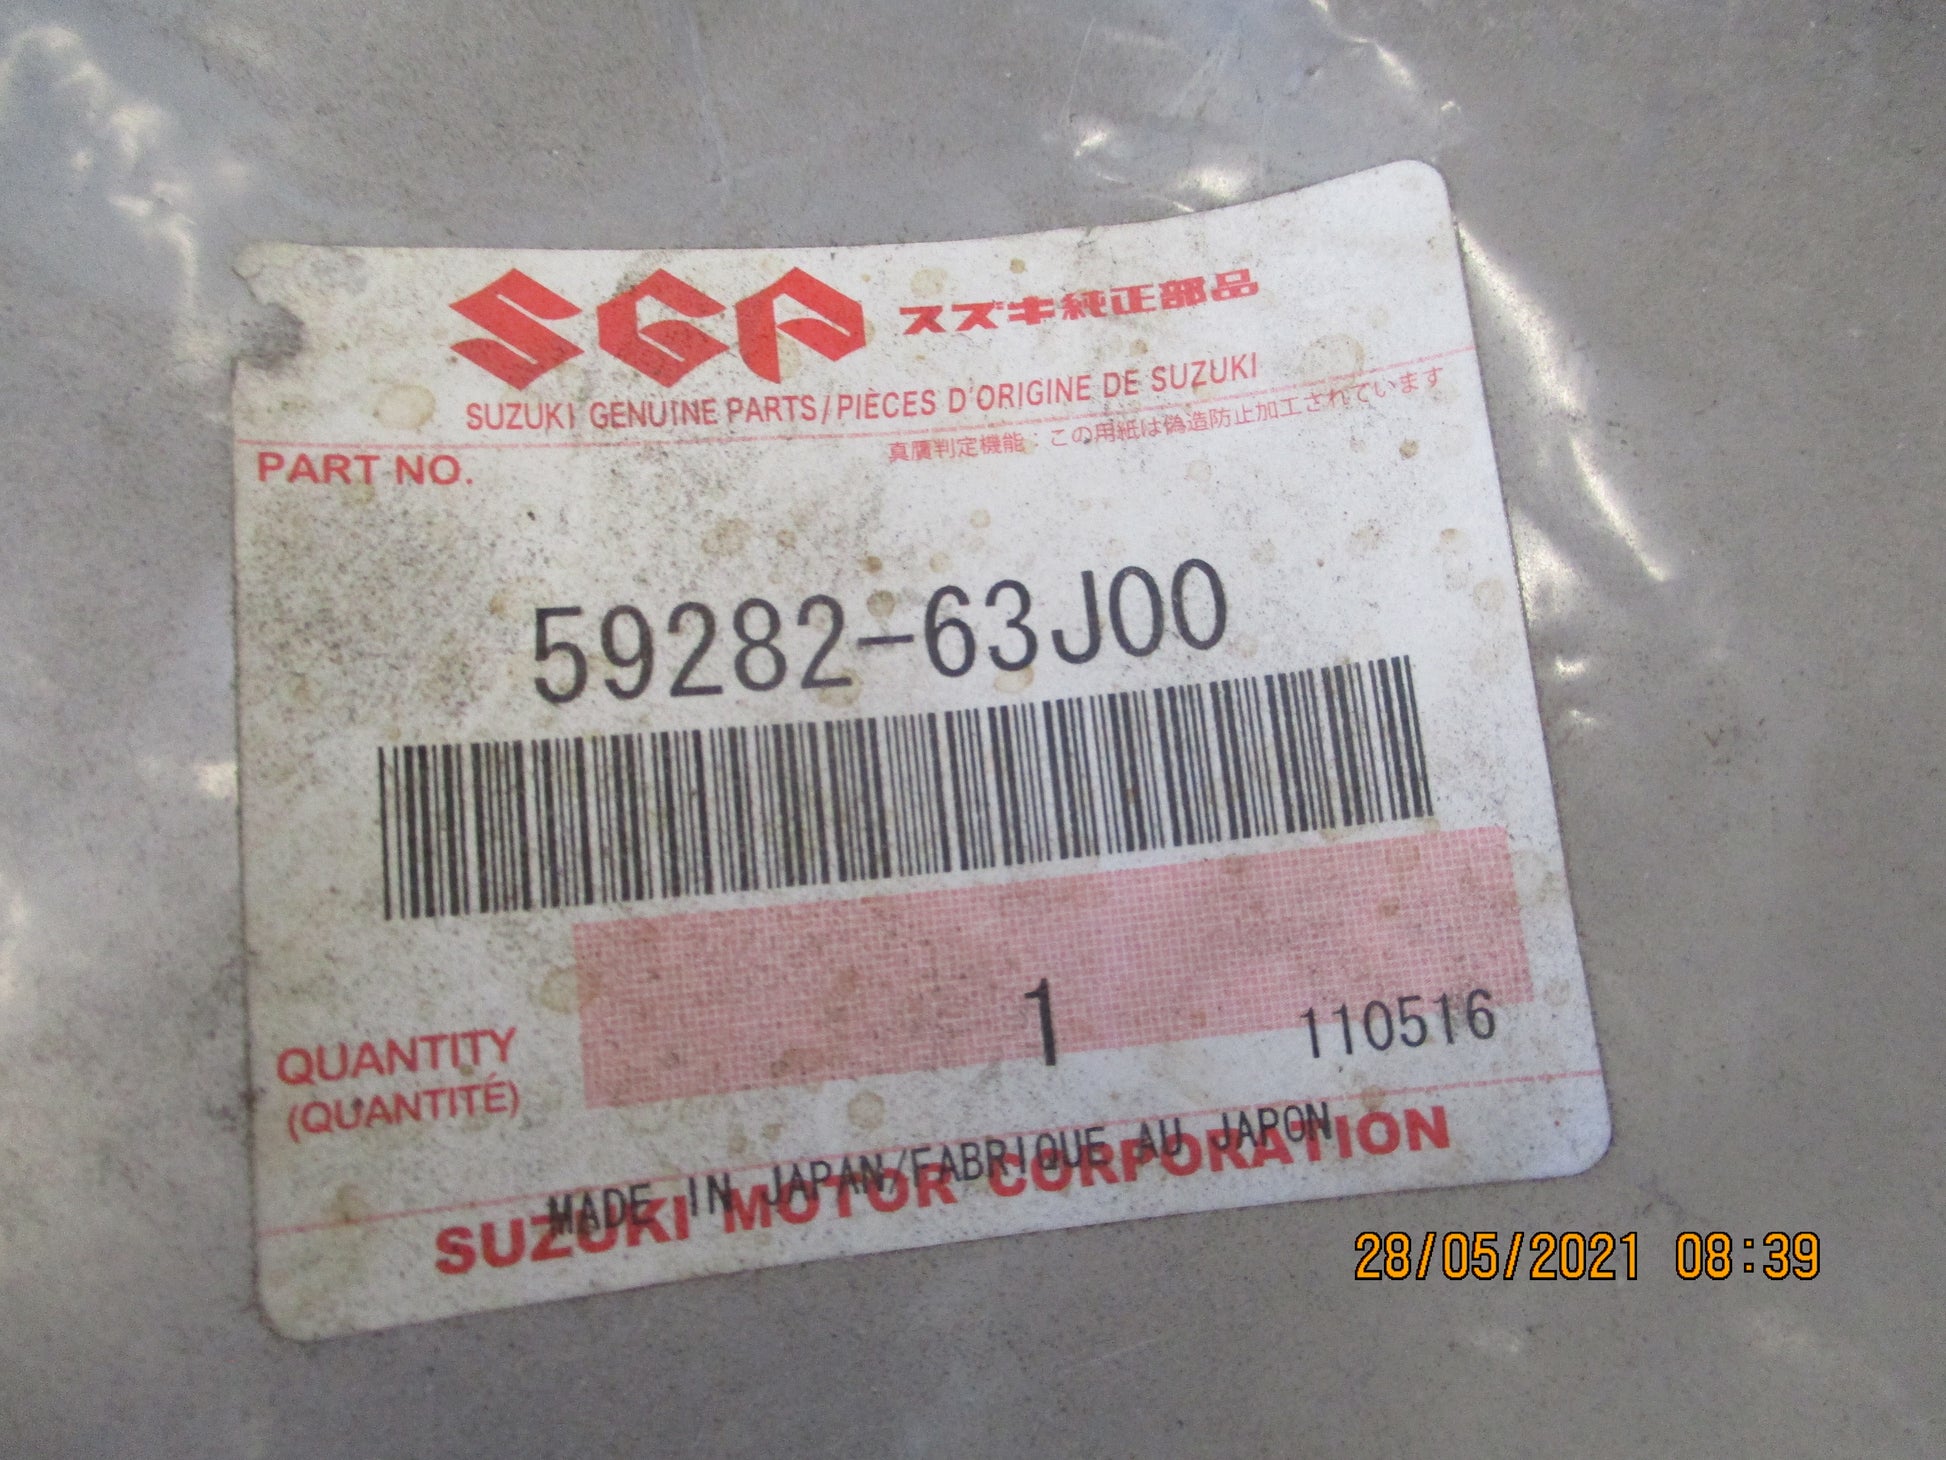 SGP スズキ純正部品
SUZUKI GENUINE PARTS/PIÈCES D'ORIGINE DE SUZUKI
真贋判定機能:この用紙は偽造防止加工されています
PART NO.
59282-63J00
1
110516
QUANTITY
(QUANTITÉ)
MADE IN JAPAN/FABRIQUE AU JAPON
SUZUKI MOTOR CORPORATION
28/05/2021 08:39